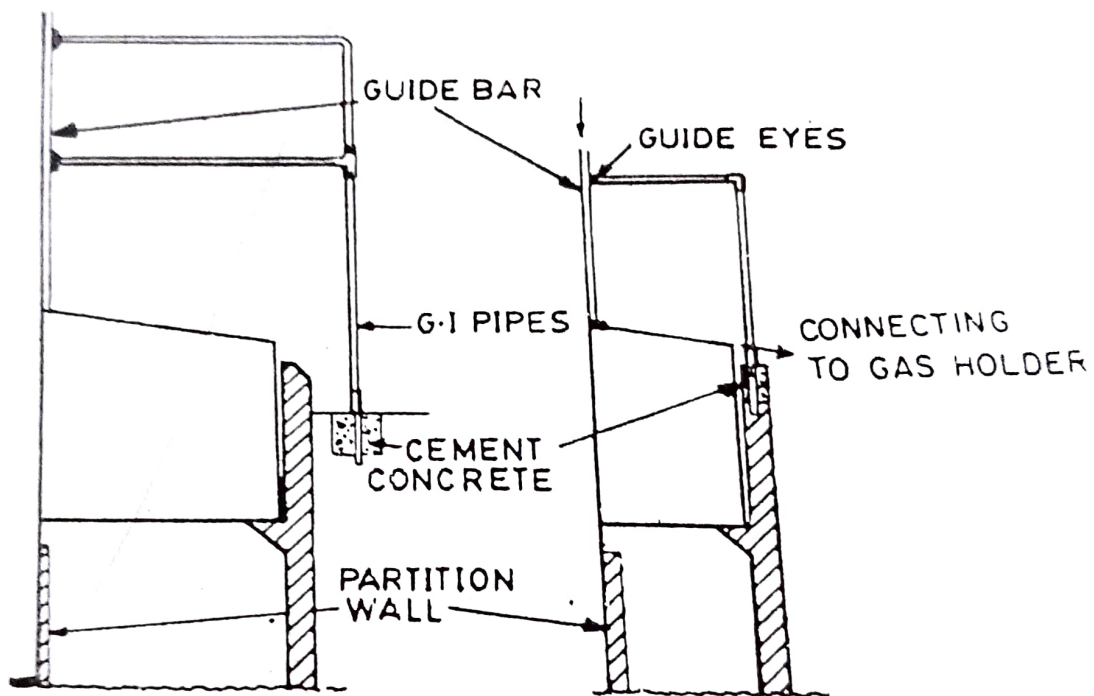 GUIDE BAR
GUIDE EYES
G·I PIPES
CONNECTING
TO GAS HOLDER
CEMENT
CONCRETE
PARTITION
WALL